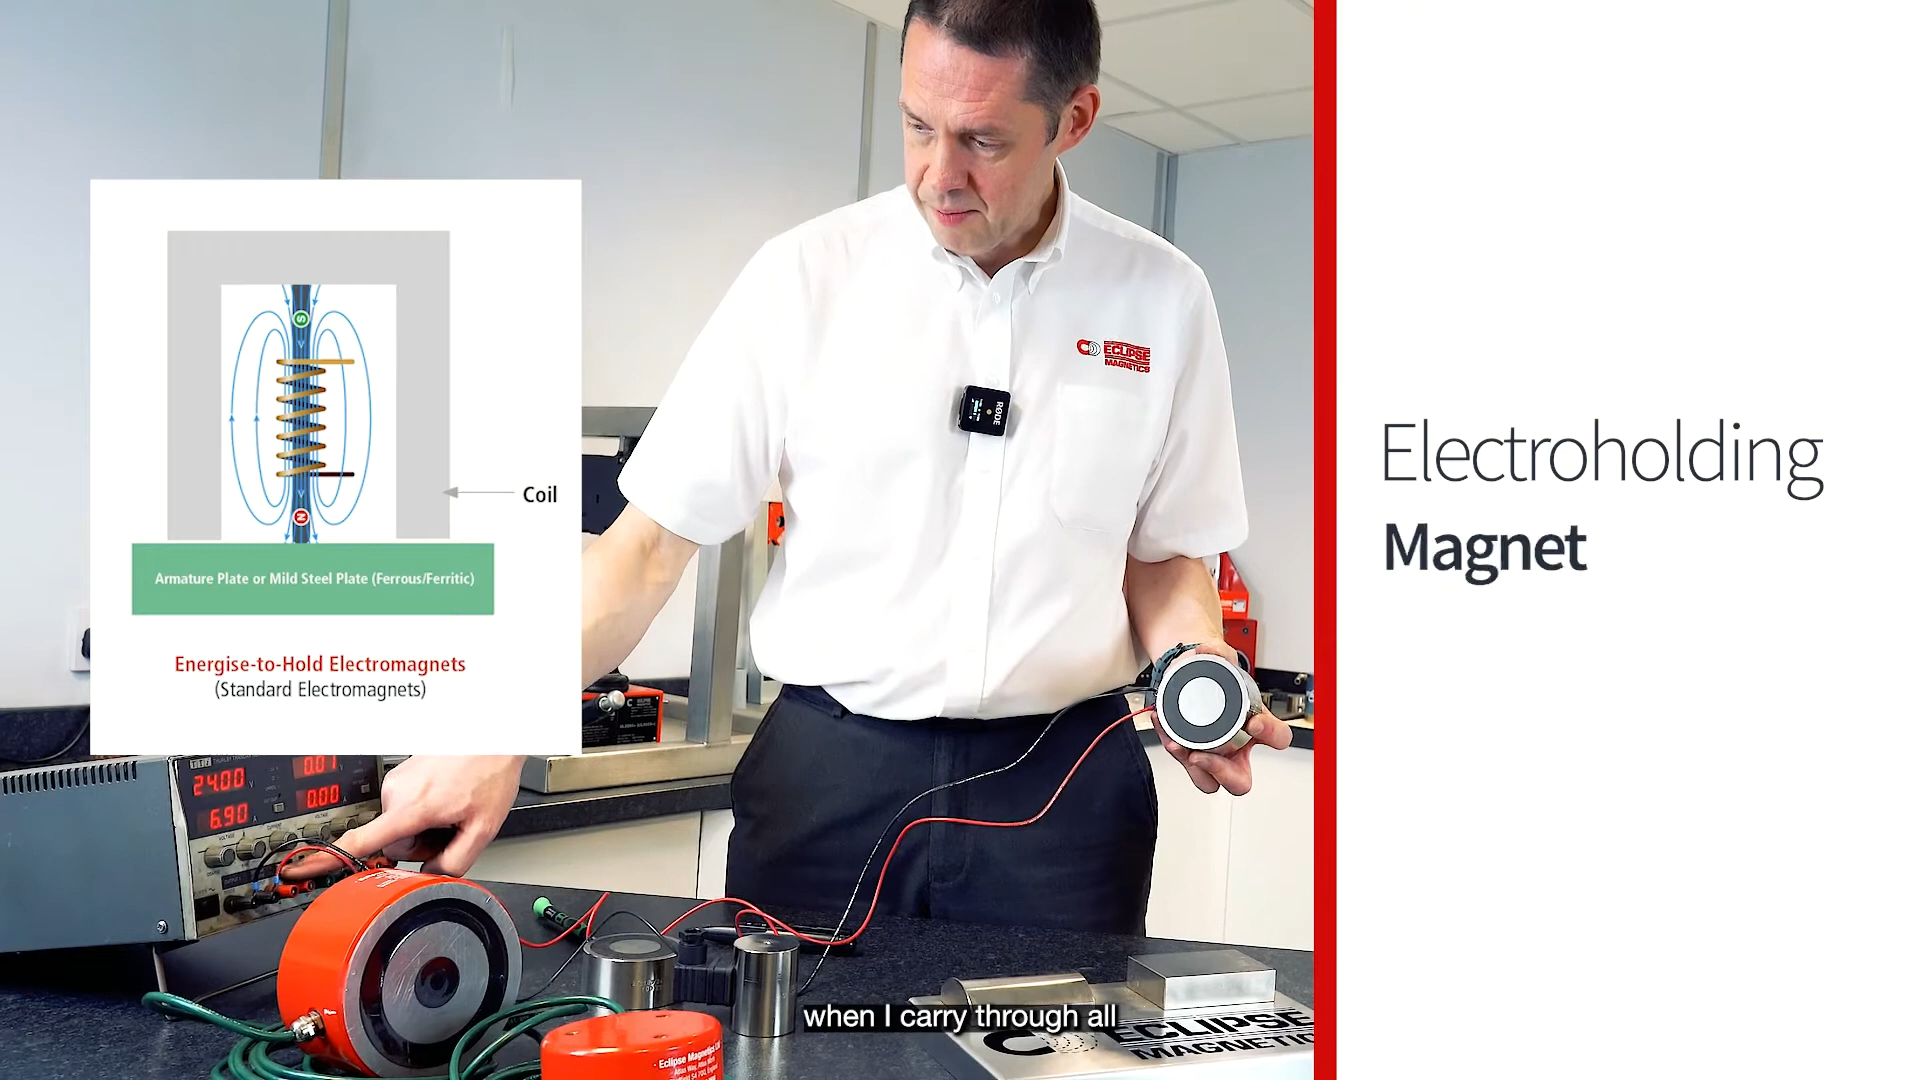 S
N
Coil
Armature Plate or Mild Steel Plate (Ferrous/Ferritic)
Energise-to-Hold Electromagnets
(Standard Electromagnets)
ECLIPSE
MAGNETICS
RØDE
Electroholding
Magnet
24.00
0.01
6.90
0.00
when I carry through all
ECLIPSE
MAGNETIC
Eclipse Magnetics Ltd